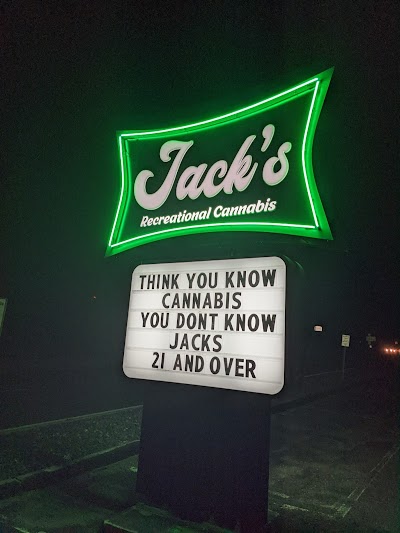 Jack's
Recreational Cannabis
THINK YOU KNOW
CANNABIS
YOU DONT KNOW
JACKS
21 AND OVER